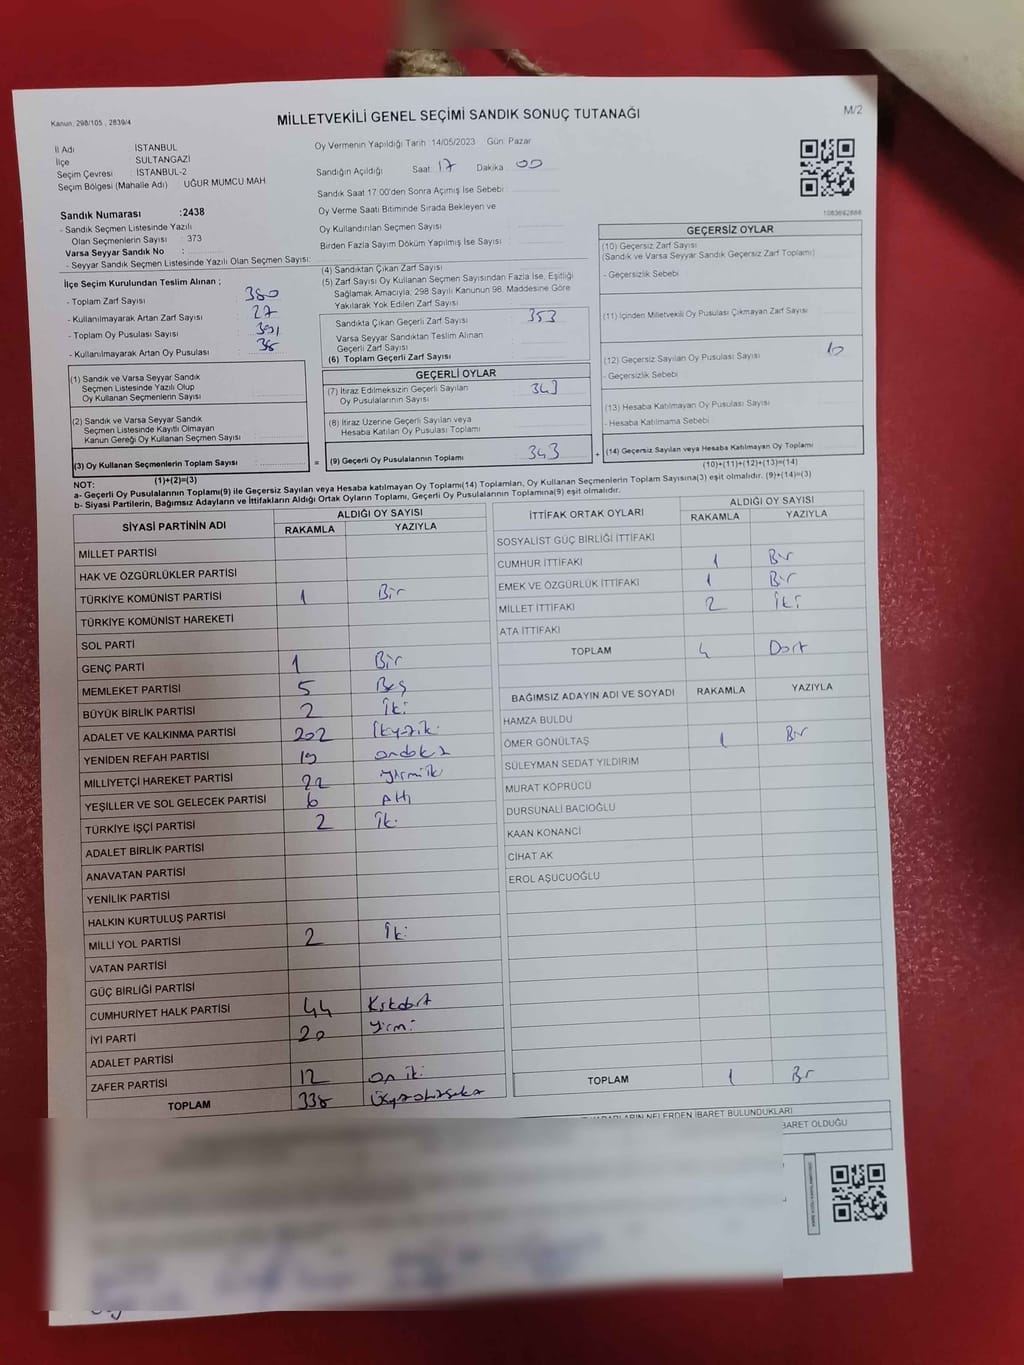 Kanun, 298/105 , 2839/4
MİLLETVEKİLİ GENEL SEÇİMİ SANDIK SONUÇ TUTANAĞI
M/2
İl Adı İSTANBUL
İlçe SULTANGAZİ
Seçim Çevresi : İSTANBUL-2
Seçim Bölgesi (Mahalle Adı) : UĞUR MUMCU MAH.
Oy Vermenin Yapıldığı Tarih :14/05/2023 Gün: Pazar
Sandığın Açıldığı Saat: 17 Dakika: 00
Sandık Saat 17:00'den Sonra Açılmış İse Sebebi :
Oy Verme Saati Bitiminde Sırada Bekleyen ve
Oy Kullandırılan Seçmen Sayısı :
Birden Fazla Sayım Döküm Yapılmış İse Sayısı :
Sandık Numarası :2438
- Sandık Seçmen Listesinde Yazılı
Olan Seçmenlerin Sayısı : 373
Varsa Seyyar Sandık No :
- Seyyar Sandık Seçmen Listesinde Yazılı Olan Seçmen Sayısı:
İlçe Seçim Kurulundan Teslim Alınan ;
- Toplam Zarf Sayısı : 380
- Kullanılmayarak Artan Zarf Sayısı : 27
- Toplam Oy Pusulası Sayısı :
- Kullanılmayarak Artan Oy Pusulası : 38
(1) Sandık ve Varsa Seyyar Sandık
Seçmen Listesinde Yazılı Olup
Oy Kullanan Seçmenlerin Sayısı :
(2) Sandık ve Varsa Seyyar Sandık
Seçmen Listesinde Kayıtlı Olmayan
Kanun Gereği Oy Kullanan Seçmen Sayısı :
(3) Oy Kullanan Seçmenlerin Toplam Sayısı :
(1)+(2)=(3)
(4) Sandıktan Çıkan Zarf Sayısı
(5) Zarf Sayısı Oy Kullanan Seçmen Sayısından Fazla İse, Eşitliği
Sağlamak Amacıyla, 298 Sayılı Kanunun 98. Maddesine Göre
Yakılarak Yok Edilen Zarf Sayısı :
Sandıkta Çıkan Geçerli Zarf Sayısı : 353
Varsa Seyyar Sandıktan Teslim Alınan
Geçerli Zarf Sayısı :
(6) Toplam Geçerli Zarf Sayısı
GEÇERLİ OYLAR
(7) İtiraz Edilmeksizin Geçerli Sayılan
Oy Pusulalarının Sayısı : 343
(8) İtiraz Üzerine Geçerli Sayılan veya
Hesaba Katılan Oy Pusulası Toplamı :
= (9) Geçerli Oy Pusulalarının Toplamı : 343 +
1083692888
GEÇERSİZ OYLAR
(10) Geçersiz Zarf Sayısı
(Sandık ve Varsa Seyyar Sandık Geçersiz Zarf Toplamı)
- Geçersizlik Sebebi :
(11) İçinden Milletvekili Oy Pusulası Çıkmayan Zarf Sayısı :
(12) Geçersiz Sayılan Oy Pusulası Sayısı : 10
- Geçersizlik Sebebi :
(13) Hesaba Katılmayan Oy Pusulası Sayısı :
- Hesaba Katılmama Sebebi :
(14) Geçersiz Sayılan veya Hesaba Katılmayan Oy Toplamı
(10)+(11)+(12)+(13)=(14)
NOT:
a- Geçerli Oy Pusulalarının Toplamı(9) ile Geçersiz Sayılan veya Hesaba Katılmayan Oy Toplamı(14) Toplamları, Oy Kullanan Seçmenlerin Toplam Sayısına(3) eşit olmalıdır. (9)+(14)=(3)
b- Siyasi Partilerin, Bağımsız Adayların ve İttifakların Aldığı Ortak Oyların Toplamı, Geçerli Oy Pusulalarının Toplamına(9) eşit olmalıdır.
SİYASİ PARTİNİN ADI ALDIĞI OY SAYISI
RAKAMLA YAZIYLA
MİLLET PARTİSİ
HAK VE ÖZGÜRLÜKLER PARTİSİ
TÜRKİYE KOMÜNİST PARTİSİ 1 Bir
TÜRKİYE KOMÜNİST HAREKETİ
SOL PARTİ
GENÇ PARTİ 1 Bir
MEMLEKET PARTİSİ 5 Beş
BÜYÜK BİRLİK PARTİSİ 2 İki
ADALET VE KALKINMA PARTİSİ 202 İkiyüziki
YENİDEN REFAH PARTİSİ 19 ondokuz
MİLLİYETÇİ HAREKET PARTİSİ 22 yirmiiki
YEŞİLLER VE SOL GELECEK PARTİSİ 6 Altı
TÜRKİYE İŞÇİ PARTİSİ 2 İki
ADALET BİRLİK PARTİSİ
ANAVATAN PARTİSİ
YENİLİK PARTİSİ
HALKIN KURTULUŞ PARTİSİ
MİLLİ YOL PARTİSİ 2 İki
VATAN PARTİSİ
GÜÇ BİRLİĞİ PARTİSİ
CUMHURİYET HALK PARTİSİ 44 Kırkdört
İYİ PARTİ 20 yirmi
ADALET PARTİSİ
ZAFER PARTİSİ 12 on iki
TOPLAM 338 Üçyüzotuzsekiz
İTTİFAK ORTAK OYLARI ALDIĞI OY SAYISI
RAKAMLA YAZIYLA
SOSYALİST GÜÇ BİRLİĞİ İTTİFAKI
CUMHUR İTTİFAKI 1 Bir
EMEK VE ÖZGÜRLÜK İTTİFAKI 1 Bir
MİLLET İTTİFAKI 2 İki
ATA İTTİFAKI
TOPLAM 4 Dört
BAĞIMSIZ ADAYIN ADI VE SOYADI RAKAMLA YAZIYLA
HAMZA BULDU
ÖMER GÖNÜLTAŞ 1 Bir
SÜLEYMAN SEDAT YILDIRIM
MURAT KÖPRÜCÜ
DURSUNALİ BACIOĞLU
KAAN KONANCİ
CİHAT AK
EROL AŞUCUOĞLU
TOPLAM 1 Bir
NELERDEN İBARET BULUNDUKLARI
BARET OLDUĞU